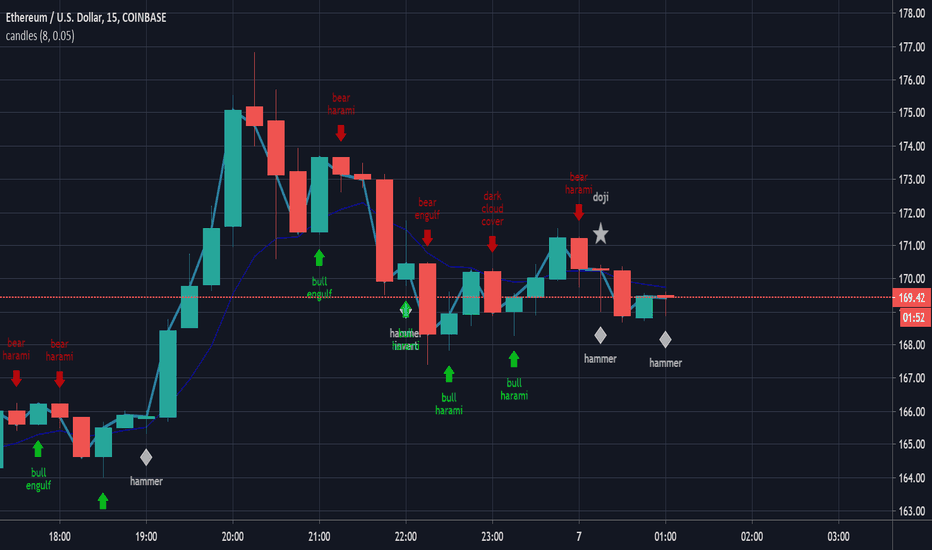 Ethereum / U.S. Dollar, 15, COINBASE
candles (8, 0.05)
178.00
177.00
176.00
175.00
174.00
173.00
172.00
171.00
170.00
169.42
01:52
168.00
167.00
166.00
165.00
164.00
163.00
bear
harami
bear
harami
bull
engulf
hammer
bull
engulf
bear
harami
hammer
bear
engulf
bull
harami
dark
cloud
cover
bull
harami
bear
harami
doji
hammer
hammer
18:00
19:00
20:00
21:00
22:00
23:00
7
01:00
02:00
03:00